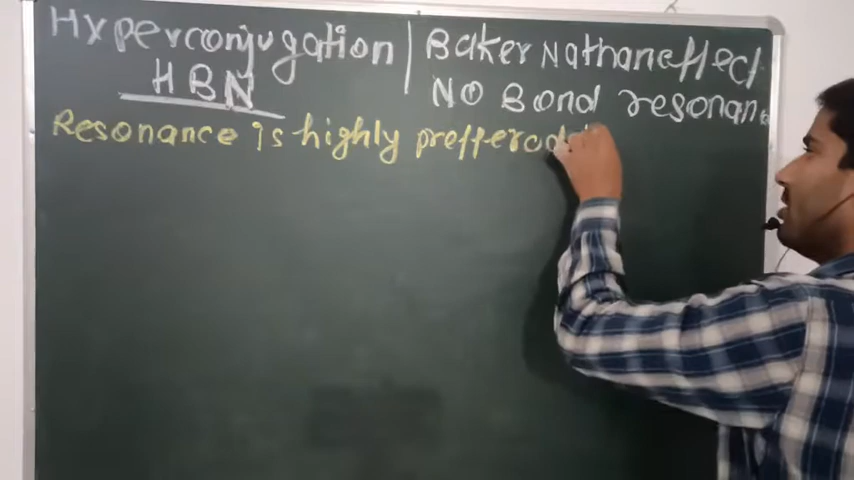 Hyperconjugation | Baker Nathan effect
HBN No Bond resonance
Resonance is highly prefferod